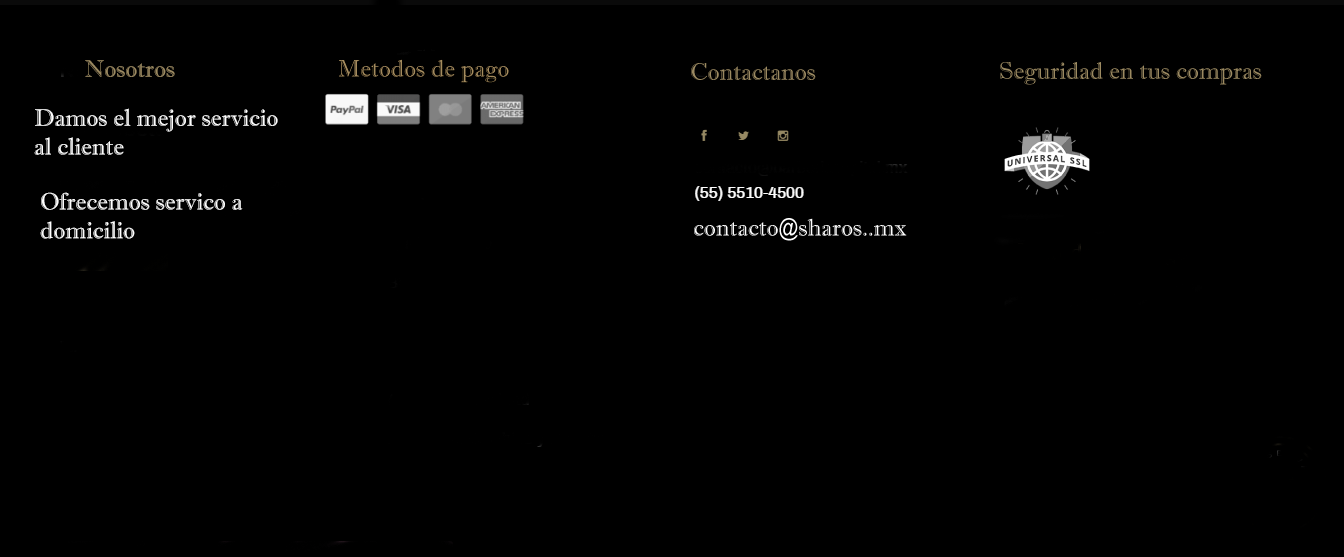 Nosotros
Damos el mejor servicio
al cliente
Ofrecemos servico a
domicilio
Metodos de pago
PayPal
VISA
AMERICAN
EXPRESS
Contactanos
(55) 5510-4500
contacto@sharos..mx
Seguridad en tus compras
UNIVERSAL SSL